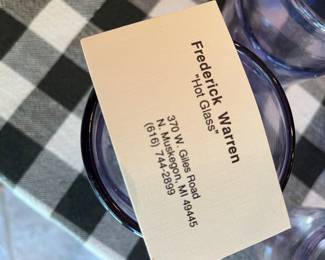 Frederick Warren
"Hot Glass"
370 W. Giles Road
N. Muskegon, MI 49445
(616) 744-2899